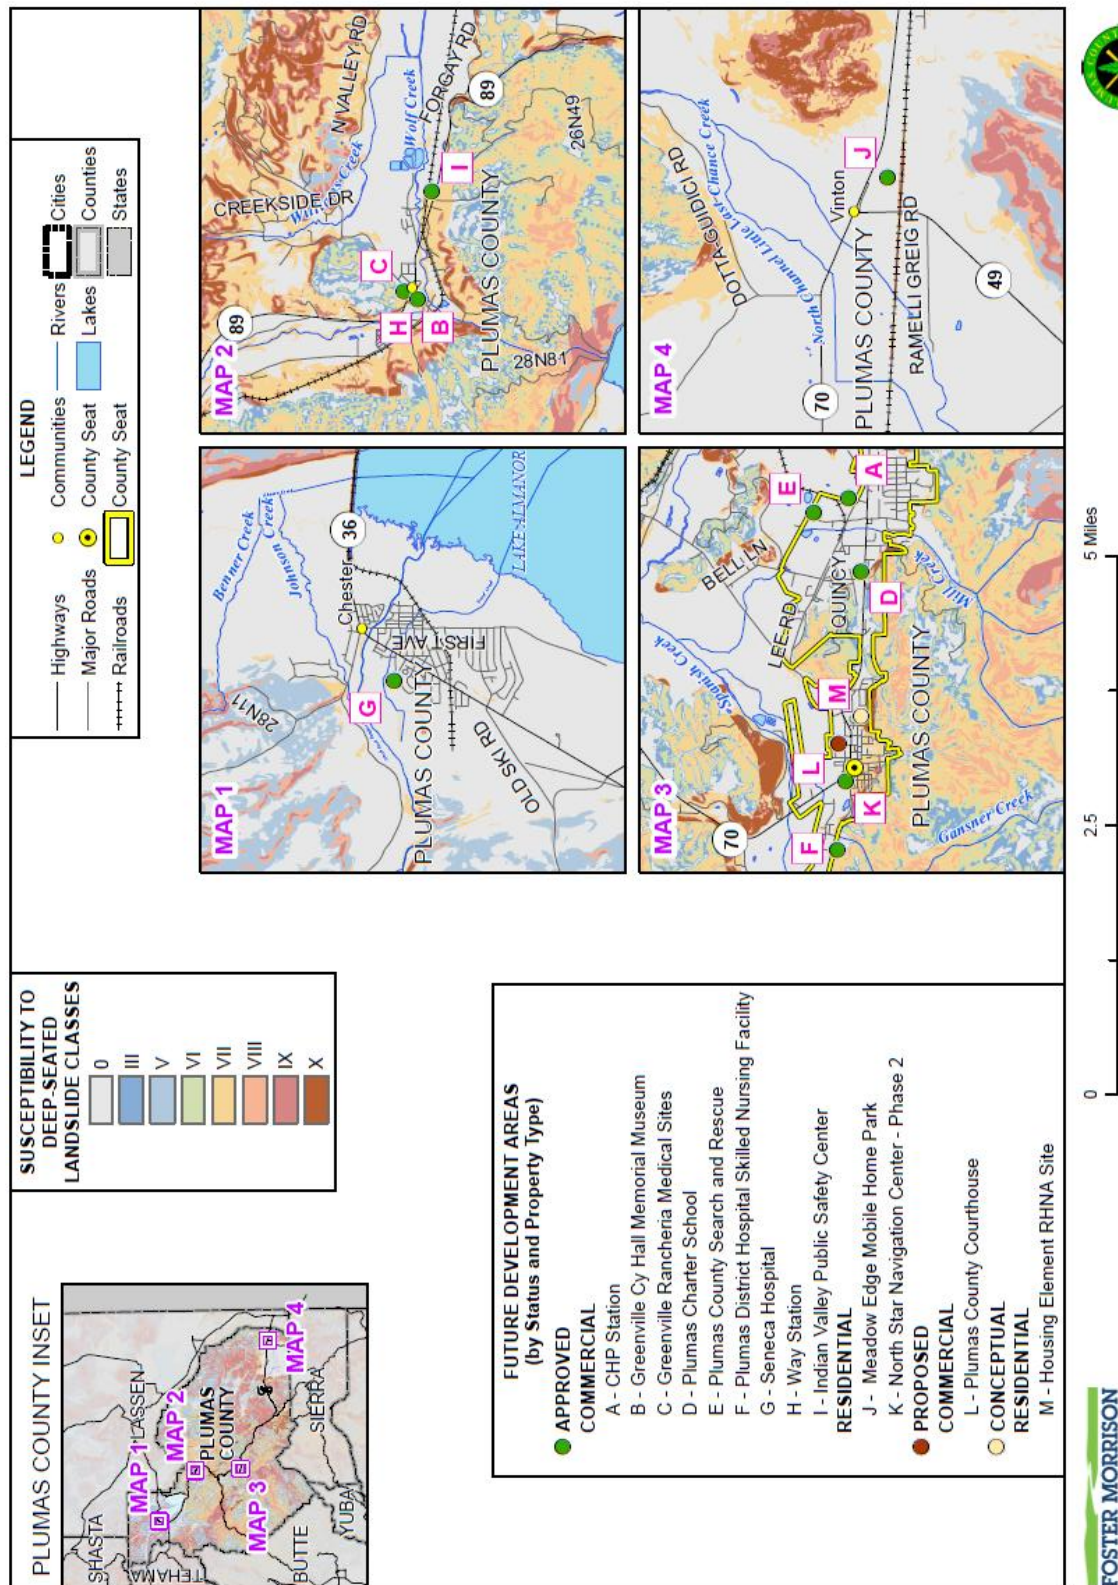 PLUMAS COUNTY INSET
SHASTA
LASSEN
TEHAMA
BUTTE
YUBA
SIERRA
PLUMAS
COUNTY
MAP 1
MAP 2
MAP 3
MAP 4
SUSCEPTIBILITY TO
DEEP-SEATED
LANDSLIDE CLASSES
0
III
V
VI
VII
VIII
IX
X
LEGEND
Highways
Major Roads
Railroads
Communities
County Seat
County Seat
Rivers
Lakes
Cities
Counties
States
MAP 1
28N11
Benner Creek
Johnson Creek
Chester
36
G
PLUMAS COUNTY
FIRST AVE
OLD SKI RD
LAKE ALMANOR
MAP 2
89
CREEKSIDE DR
N VALLEY RD
Wolf Creek
FORGAY RD
H
C
B
I
89
PLUMAS COUNTY
28N81
26N49
MAP 3
70
Spanish Creek
BELL LN
LEE RD
QUINCY
F
L
M
E
A
K
D
PLUMAS COUNTY
Mill Creek
Gansner Creek
MAP 4
DOTTA-GUIDICI RD
North Channel Little Last Chance Creek
70
Vinton
J
PLUMAS COUNTY
RAMELLI GREIG RD
49
FUTURE DEVELOPMENT AREAS
(by Status and Property Type)
APPROVED
COMMERCIAL
A - CHP Station
B - Greenville Cy Hall Memorial Museum
C - Greenville Rancheria Medical Sites
D - Plumas Charter School
E - Plumas County Search and Rescue
F - Plumas District Hospital Skilled Nursing Facility
G - Seneca Hospital
H - Way Station
I - Indian Valley Public Safety Center
RESIDENTIAL
J - Meadow Edge Mobile Home Park
K - North Star Navigation Center - Phase 2
PROPOSED
COMMERCIAL
L - Plumas County Courthouse
CONCEPTUAL
RESIDENTIAL
M - Housing Element RHNA Site
FOSTER MORRISON
0
2.5
5 Miles